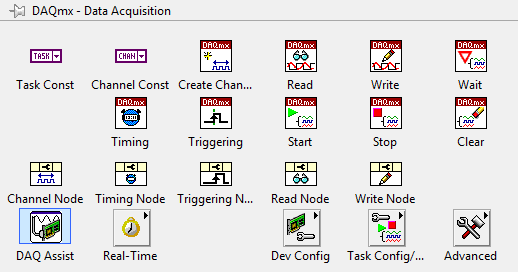 DAQmx - Data Acquisition
TASK CHAN DAQmx DAQmx DAQmx DAQmx
Task Const Channel Const Create Chan... Read Write Wait
DAQmx DAQmx DAQmx DAQmx DAQmx
Timing Triggering Start Stop Clear
Channel Node Timing Node Triggering N... Read Node Write Node
DAQ Assist Real-Time Dev Config Task Config/... Advanced